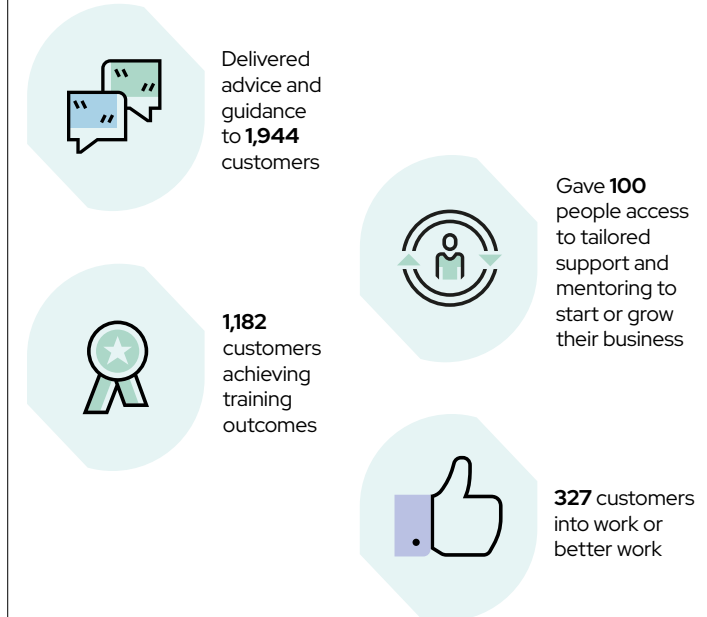 Delivered
advice and
guidance
to 1,944
customers
Gave 100
people access
to tailored
support and
mentoring to
start or grow
their business
1,182
customers
achieving
training
outcomes
327 customers
into work or
better work